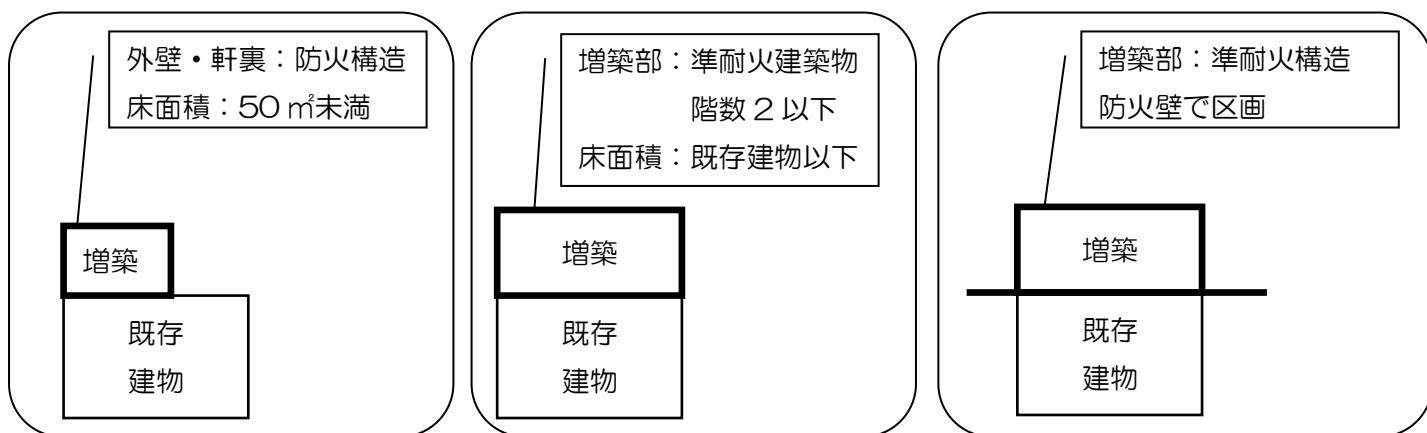 外壁・軒裏：防火構造
床面積：50㎡未満
増築
既存
建物
増築部：準耐火建築物
階数2以下
床面積：既存建物以下
増築
既存
建物
増築部：準耐火構造
防火壁で区画
増築
既存
建物